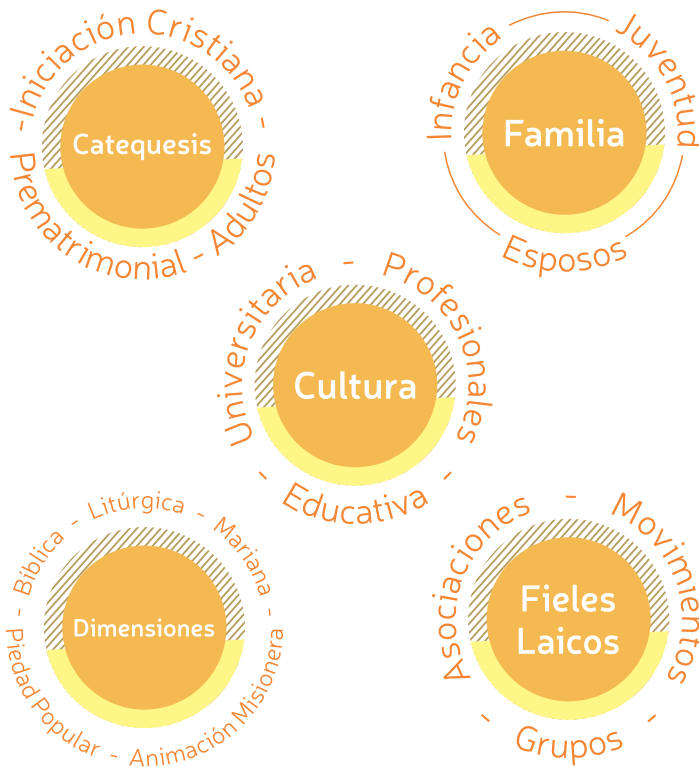 -Iniciación Cristiana-
Catequesis
Prematrimonial - Adultos
Infancia
Juventud
Familia
Esposos
Universitaria - Profesionales
Cultura
- Educativa -
- Bíblica - Litúrgica - Mariana -
Dimensiones
Piedad Popular - Animación Misionera
Asociaciones - Movimientos
Fieles
Laicos
- Grupos -